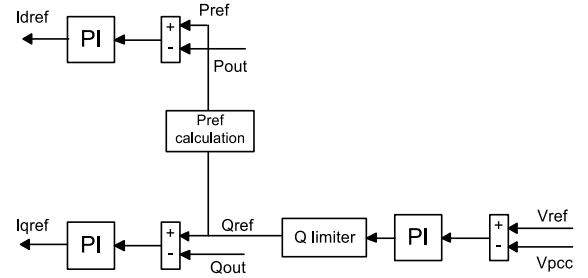 Idref
PI
+
-
Pref
Pout
Pref
calculation
Iqref
PI
+
-
Qref
Qout
Q limiter
PI
+
-
Vref
Vpcc